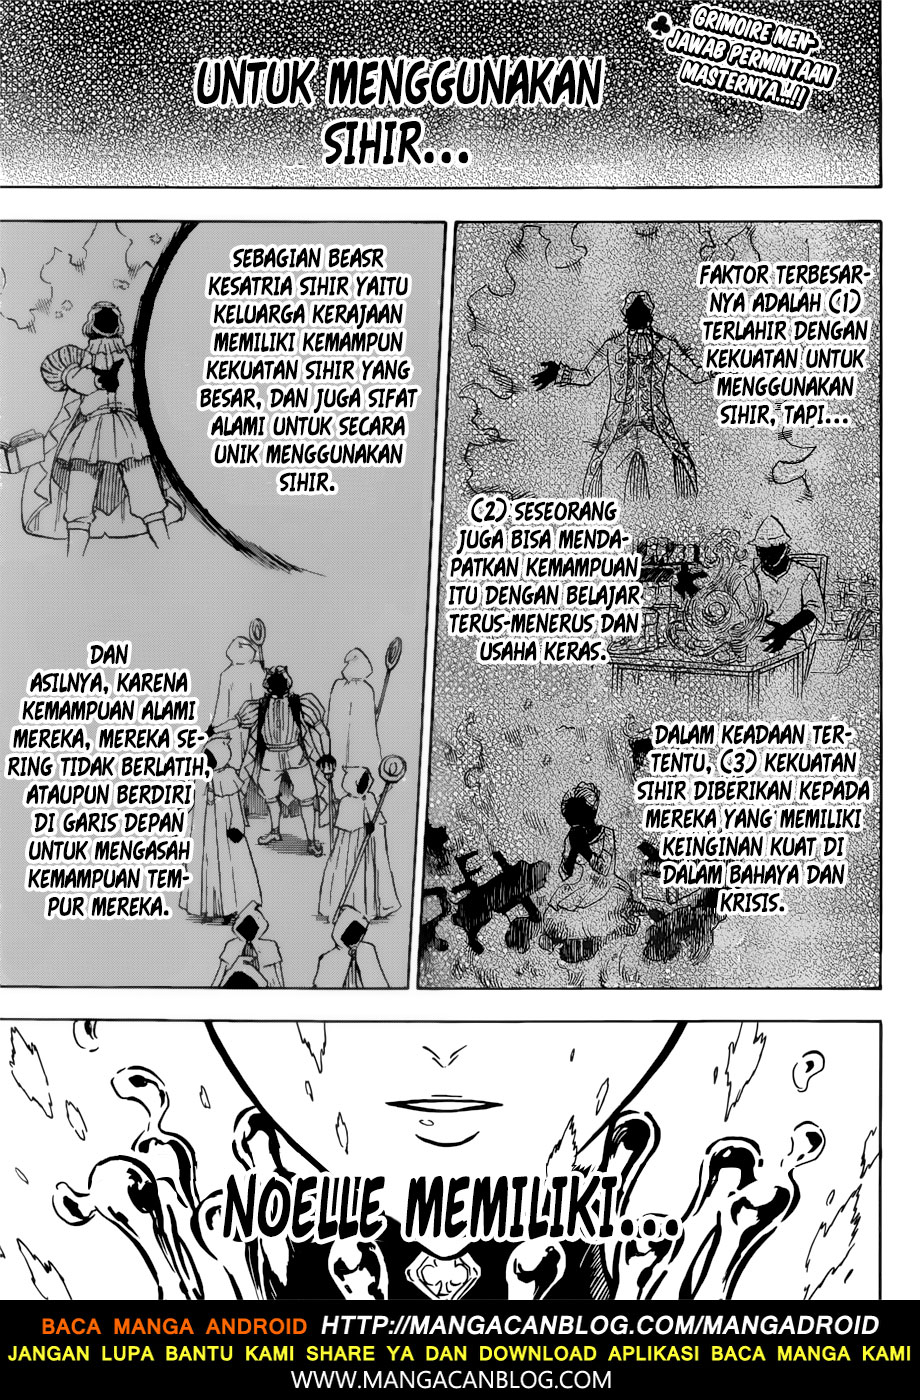 GRIMOIRE MEN-
JAWAB PERMINTAAN
MASTERNYA...!!!
UNTUK MENGGUNAKAN
SIHIR...
FAKTOR TERBESAR-
NYA ADALAH (1)
TERLAHIR DENGAN
KEKUATAN UNTUK
MENGGUNAKAN
SIHIR, TAPI...
(2) SESEORANG
JUGA BISA MENDA-
PATKAN KEMAMPUAN
ITU DENGAN BELAJAR
TERUS-MENERUS DAN
USAHA KERAS.
DALAM KEADAAN TER-
TENTU, (3) KEKUATAN
SIHIR DIBERIKAN KEPADA
MEREKA YANG MEMILIKI
KEINGINAN KUAT DI
DALAM BAHAYA DAN
KRISIS.
SEBAGIAN BEASR
KESATRIA SIHIR YAITU
KELUARGA KERAJAAN
MEMILIKI KEMAMPUN
KEKUATAN SIHIR YANG
BESAR, DAN JUGA SIFAT
ALAMI UNTUK SECARA
UNIK MENGGUNAKAN
SIHIR.
DAN
ASILNYA, KARENA
KEMAMPUAN ALAMI
MEREKA, MEREKA SE-
RING TIDAK BERLATIH,
ATAUPUN BERDIRI
DI GARIS DEPAN
UNTUK MENGASAH
KEMAMPUAN TEM-
PUR MEREKA.
NOELLE MEMILIKI...
BACA MANGA ANDROID HTTP://MANGACANBLOG.COM/MANGADROID
JANGAN LUPA BANTU KAMI SHARE YA DAN DOWNLOAD APLIKASI BACA MANGA KAMI
WWW.MANGACANBLOG.COM